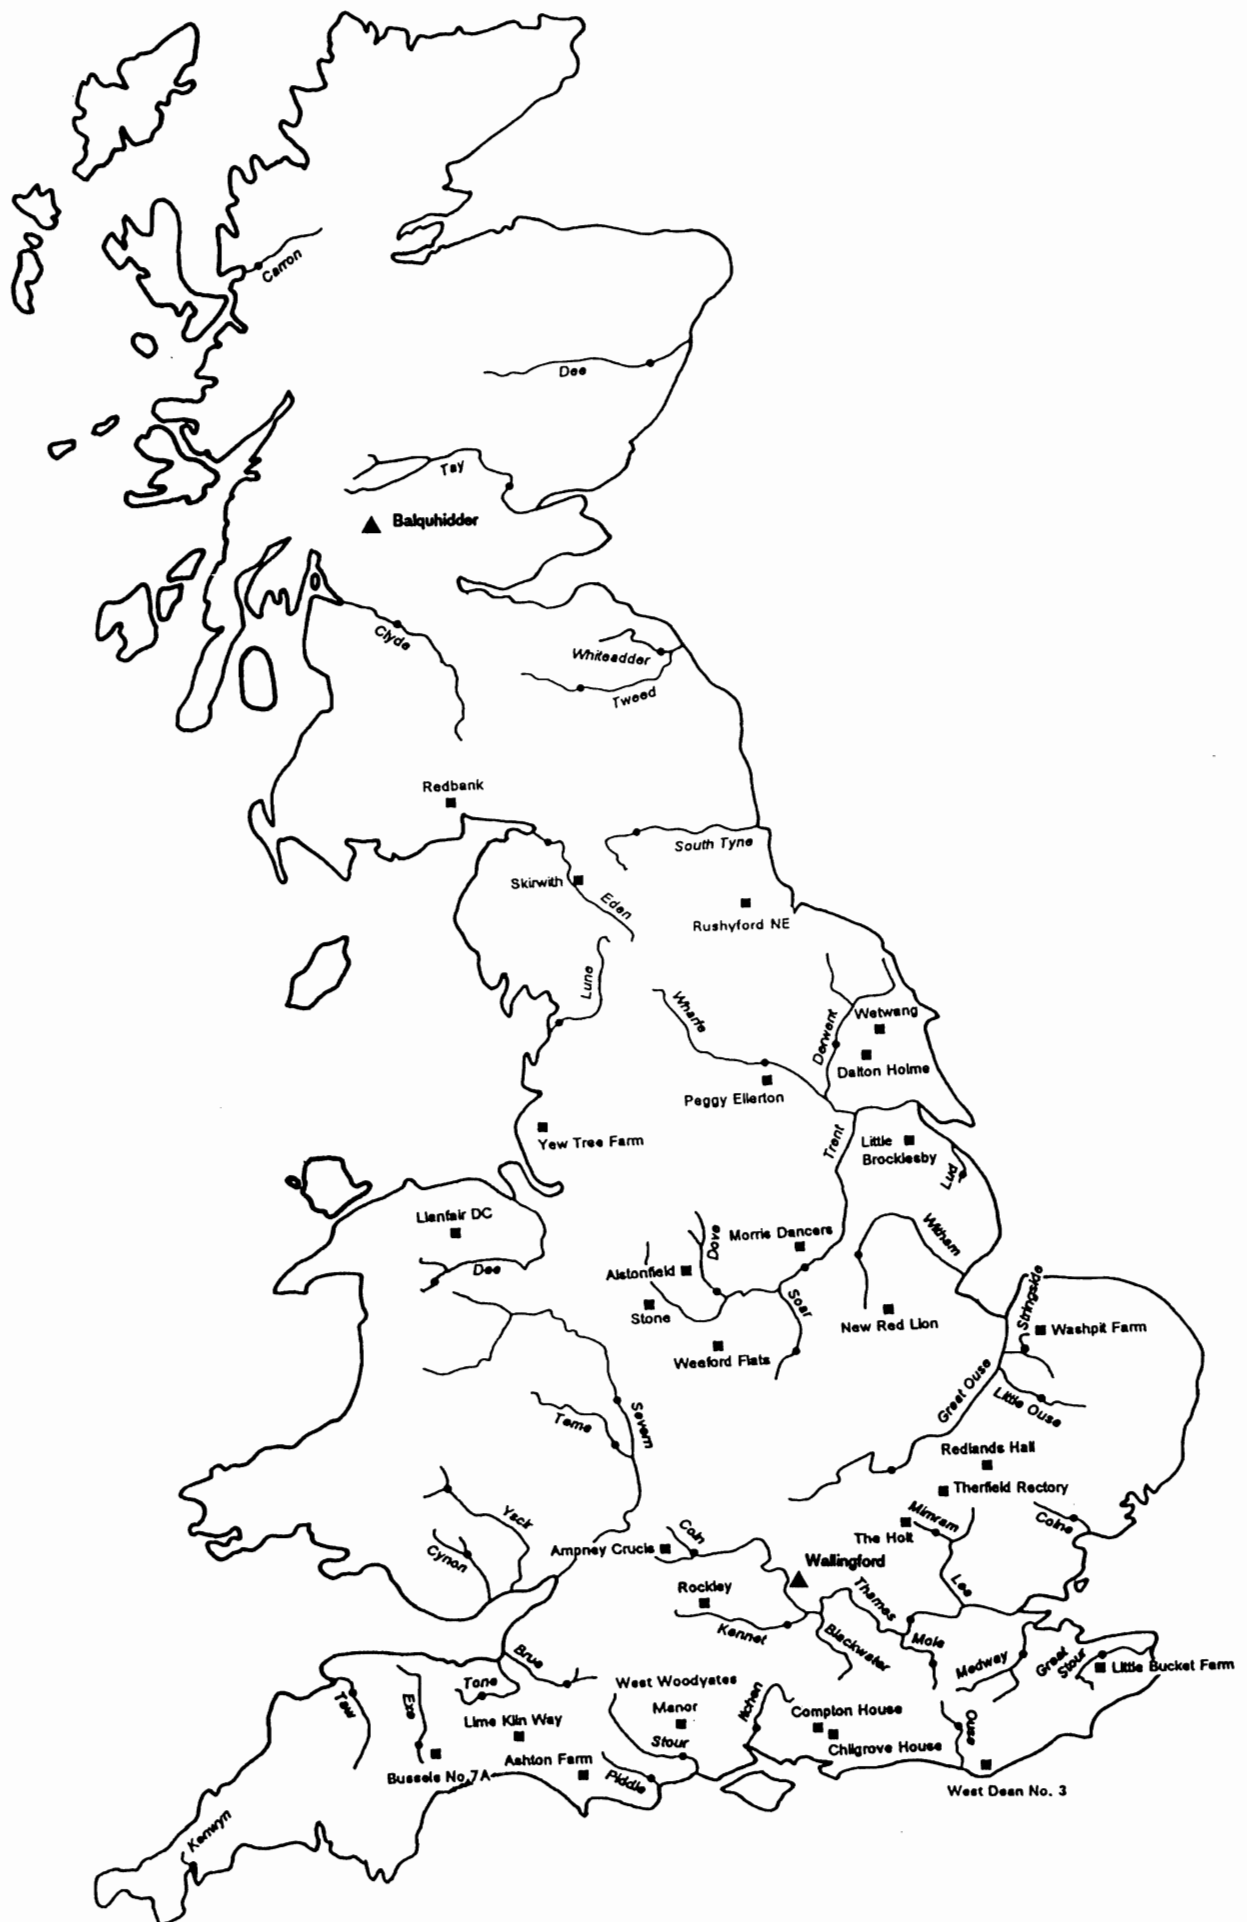 Carron
Dee
Tay
Balquhidder
Clyde
Whiteadder
Tweed
Redbank
South Tyne
Skirwith
Eden
Rushyford NE
Lune
Wharfe
Derwent
Wetwang
Dalton Holme
Peggy Ellerton
Yew Tree Farm
Trent
Little
Brocklesby
Lud
Llanfair DC
Dee
Dove
Morris Dancers
Witham
Alstonfield
Stone
Soar
New Red Lion
Stringside
Washpit Farm
Weeford Flats
Great Ouse
Little Ouse
Teme
Severn
Redlands Hall
Therfield Rectory
Yscir
Cynon
Ampney Crucis
Coln
Mimram
The Holt
Colne
Wallingford
Rockley
Kennet
Thames
Lee
Blackwater
Mole
Medway
Great
Stour
Little Bucket Farm
Brue
Tone
Taw
Exe
West Woodyates
Manor
Lime Kiln Way
Itchen
Compton House
Stour
Chilgrove House
Ouse
Ashton Farm
Bussels No.7A
Piddle
West Dean No. 3
Kenwyn